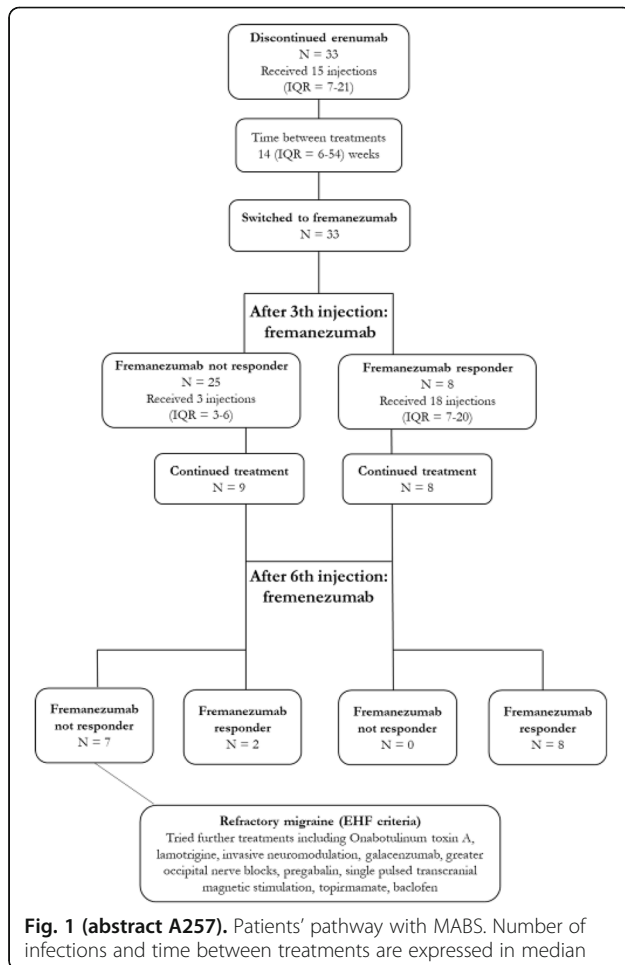 Discontinued erenumab
N = 33
Received 15 injections
(IQR = 7-21)
Time between treatments
14 (IQR = 6-54) weeks
Switched to fremanezumab
N = 33
After 3th injection:
fremanezumab
Fremanezumab not responder
N = 25
Received 3 injections
(IQR = 3-6)
Fremanezumab responder
N = 8
Received 18 injections
(IQR = 7-20)
Continued treatment
N = 9
Continued treatment
N = 8
After 6th injection:
fremenezumab
Fremanezumab
not responder
N = 7
Fremanezumab
responder
N = 2
Fremanezumab
not responder
N = 0
Fremanezumab
responder
N = 8
Refractory migraine (EHF criteria)
Tried further treatments including Onabotulinum toxin A,
lamotrigine, invasive neuromodulation, galacenzumab, greater
occipital nerve blocks, pregabalin, single pulsed transcranial
magnetic stimulation, topirmamate, baclofen
Fig. 1 (abstract A257). Patients' pathway with MABS. Number of
infections and time between treatments are expressed in median